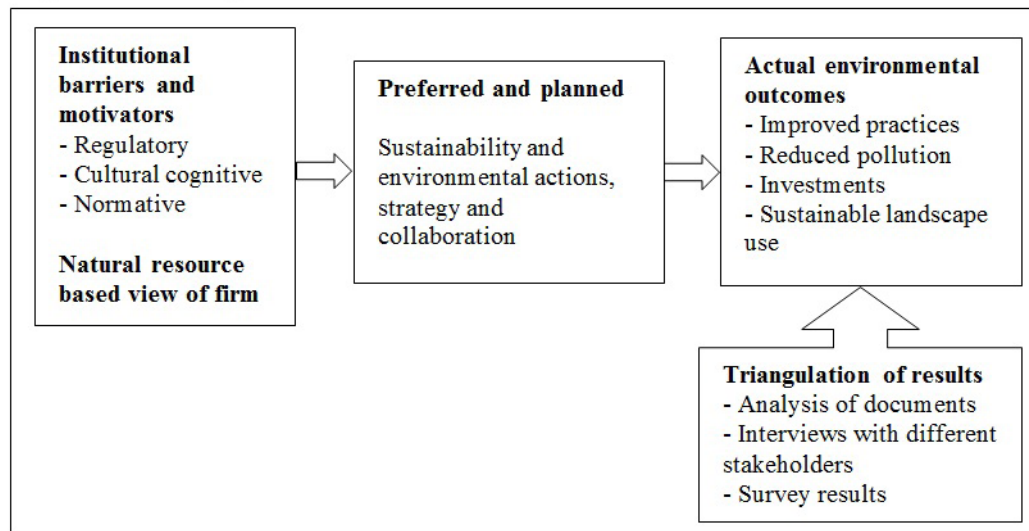 Institutional
barriers and
motivators
- Regulatory
- Cultural cognitive
- Normative
Natural resource
based view of firm
Preferred and planned
Sustainability and
environmental actions,
strategy and
collaboration
Actual environmental
outcomes
- Improved practices
- Reduced pollution
- Investments
- Sustainable landscape
use
Triangulation of results
- Analysis of documents
- Interviews with different
stakeholders
- Survey results